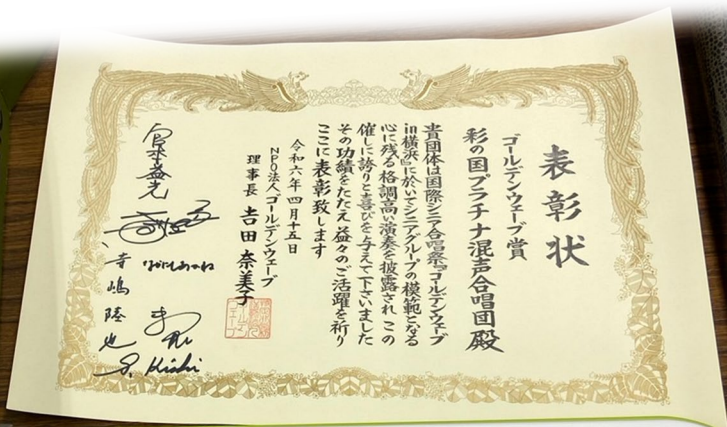 表彰状
ゴールデンウェーブ賞
彩の国プラチナ混声合唱団殿
貴団体は国際シニア合唱祭『ゴールデンウェーブ
in横浜』に於いてシニアグループの模範となる
心に残る格調高い演奏を披露され この
催しに誇りと喜びを与えて下さいました
その功績をたたえ益々のご活躍を祈り
ここに表彰致します
令和六年四月十五日
NPO法人 ゴールデンウェーブ
理事長 吉田 奈美子
寺嶋陸也